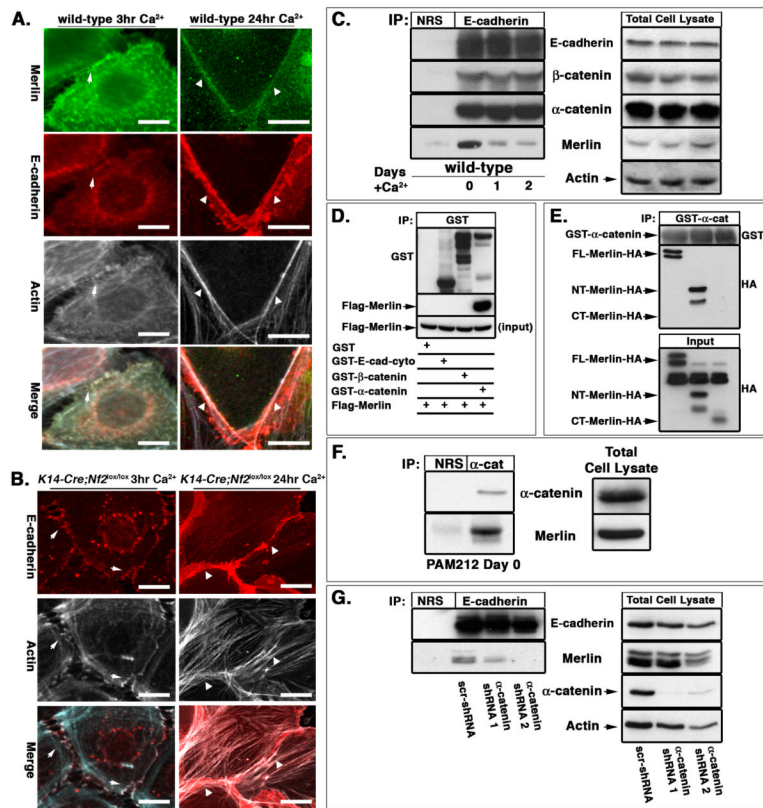 A.
wild-type 3hr Ca²⁺
wild-type 24hr Ca²⁺
Merlin
E-cadherin
Actin
Merge
B.
K14-Cre;Nf2lox/lox 3hr Ca²⁺
K14-Cre;Nf2lox/lox 24hr Ca²⁺
E-cadherin
Actin
Merge
C.
IP: NRS E-cadherin
Total Cell Lysate
E-cadherin
β-catenin
α-catenin
Merlin
Actin
wild-type
Days +Ca²⁺ 0 1 2
D.
IP: GST
GST
Flag-Merlin
Flag-Merlin (input)
GST +
GST-E-cad-cyto +
GST-β-catenin +
GST-α-catenin +
Flag-Merlin + + + +
E.
IP: GST-α-cat
GST-α-catenin GST
FL-Merlin-HA
NT-Merlin-HA HA
CT-Merlin-HA
Input
FL-Merlin-HA
NT-Merlin-HA HA
CT-Merlin-HA
F.
IP: NRS α-cat
Total Cell Lysate
α-catenin
Merlin
PAM212 Day 0
G.
IP: NRS E-cadherin
Total Cell Lysate
E-cadherin
Merlin
α-catenin
Actin
scr-shRNA
α-catenin shRNA 1
α-catenin shRNA 2
scr-shRNA
α-catenin shRNA 1
α-catenin shRNA 2